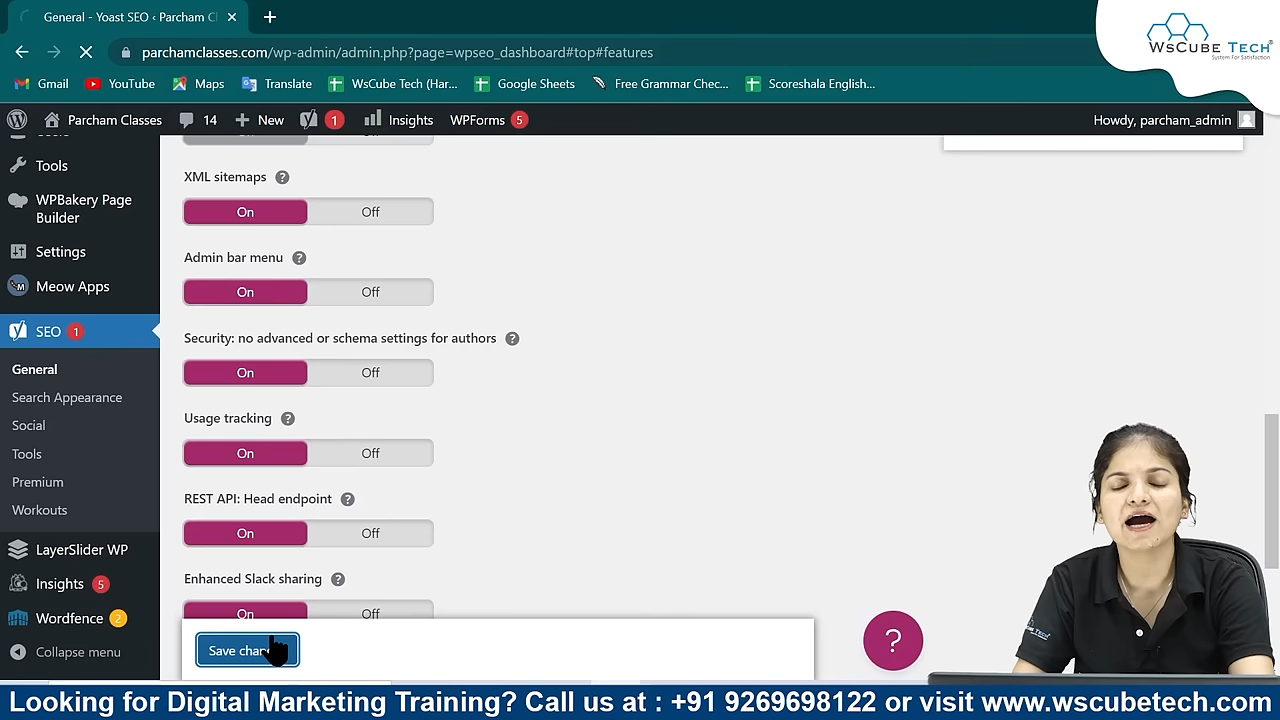 General - Yoast SEO ‹ Parcham Cl
WsCube Tech®
System For Satisfaction
parchamclasses.com/wp-admin/admin.php?page=wpseo_dashboard#top#features
Gmail YouTube Maps Translate WsCube Tech (Har... Google Sheets Free Grammar Chec... Scoreshala English...
Parcham Classes 14 New 1 Insights WPForms 5 Howdy, parcham_admin
Tools
WPBakery Page
Builder
Settings
Meow Apps
SEO 1
General
Search Appearance
Social
Tools
Premium
Workouts
LayerSlider WP
Insights 5
Wordfence 2
Collapse menu
XML sitemaps ?
On Off
Admin bar menu ?
On Off
Security: no advanced or schema settings for authors ?
On Off
Usage tracking ?
On Off
REST API: Head endpoint ?
On Off
Enhanced Slack sharing ?
On Off
Save
?
WsCube Tech
Looking for Digital Marketing Training? Call us at : +91 9269698122 or visit www.wscubetech.com